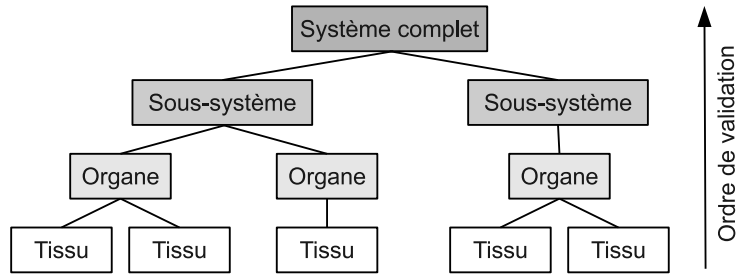 Système complet
Sous-système
Sous-système
Organe
Organe
Organe
Tissu
Tissu
Tissu
Tissu
Tissu
Ordre de validation